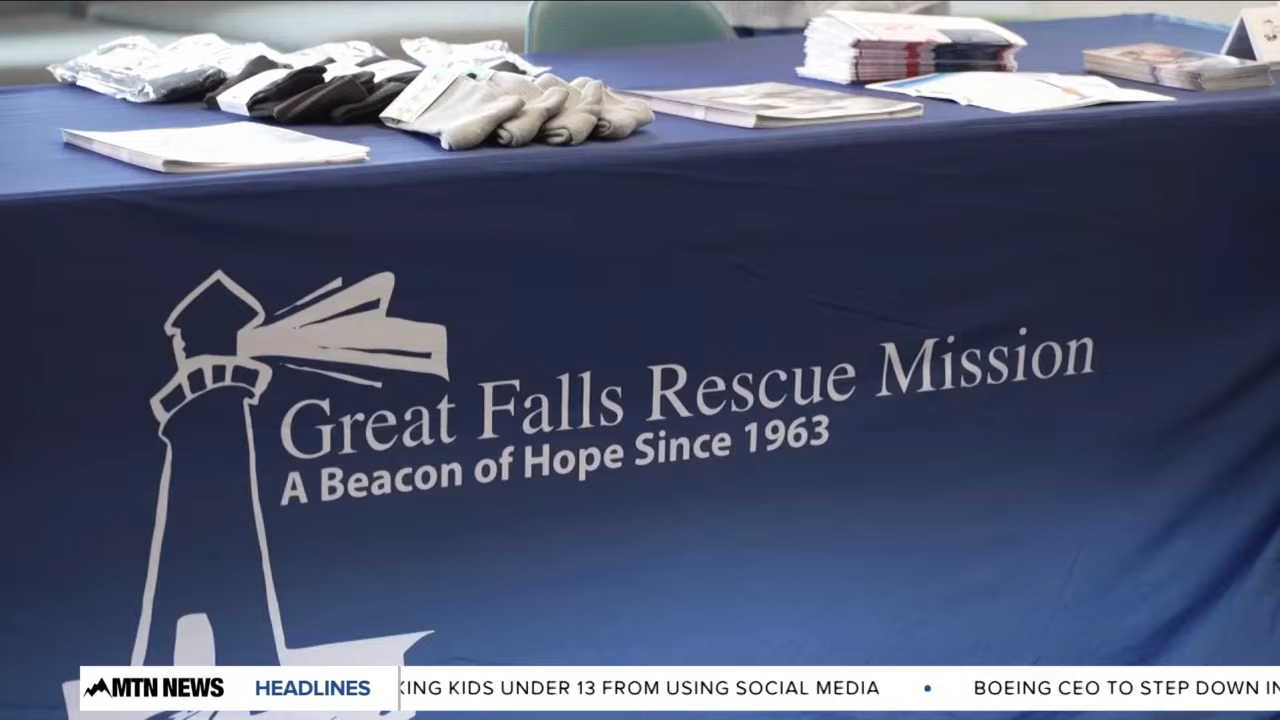 Great Falls Rescue Mission
A Beacon of Hope Since 1963
MTN NEWS
HEADLINES
KING KIDS UNDER 13 FROM USING SOCIAL MEDIA • BOEING CEO TO STEP DOWN IN